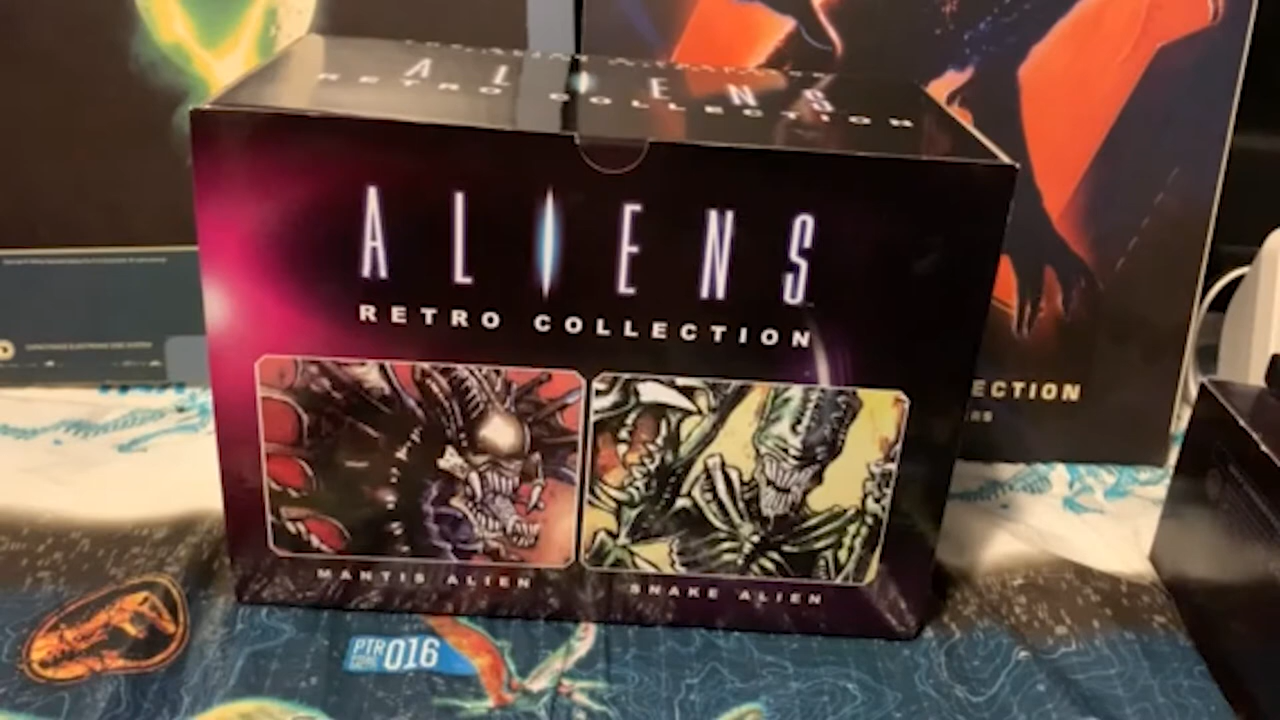 ALIENS
RETRO COLLECTION
ALIENS
RETRO COLLECTION
MANTIS ALIEN
SNAKE ALIEN
ECTION
PTR
016